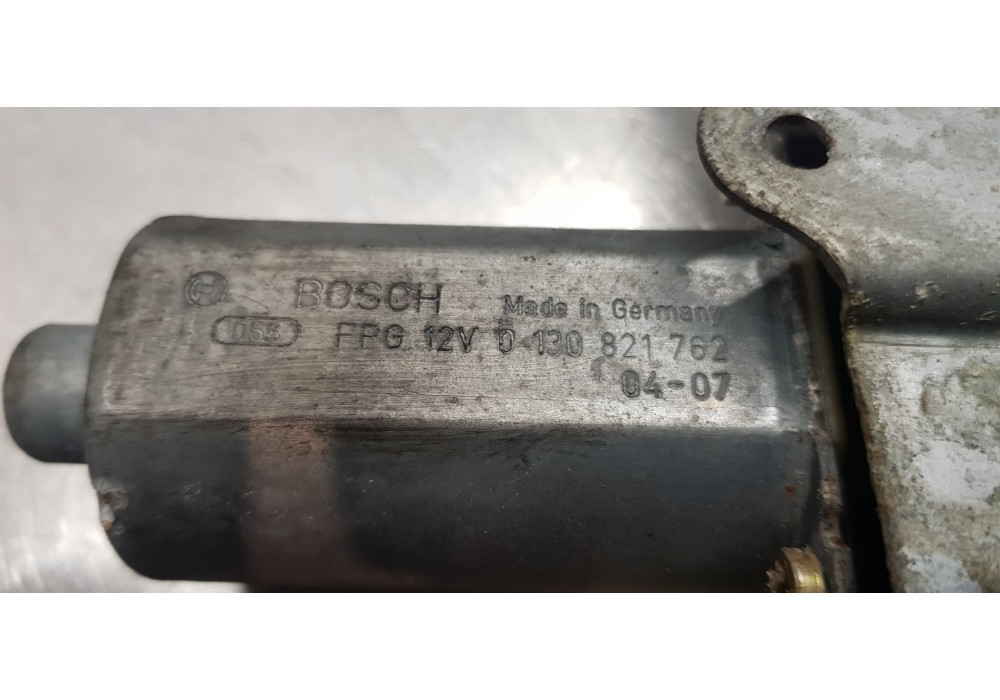 BOSCH Made in Germany
FPG 12V 0 130 821 762
04-07